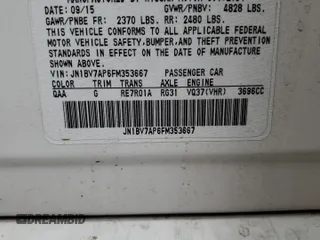 DATE: 09/15 GVWR/PNBV: 4828 LBS.
GAWR/PNBE FR: 2370 LBS. RR: 2480 LBS.
THIS VEHICLE CONFORMS TO ALL APPLICABLE FEDERAL
MOTOR VEHICLE SAFETY, BUMPER, AND THEFT PREVENTION
STANDARDS IN EFFECT ON THE DATE OF MANUFACTURE
SHOWN ABOVE.
VIN: JN1BV7AP6FM353667 PASSENGER CAR
COLOR TRIM TRANS AXLE ENGINE
QAA G RE7R01A RG31 VQ37(VHR) 3696CC
JN1BV7AP6FM353667
DREAMBID